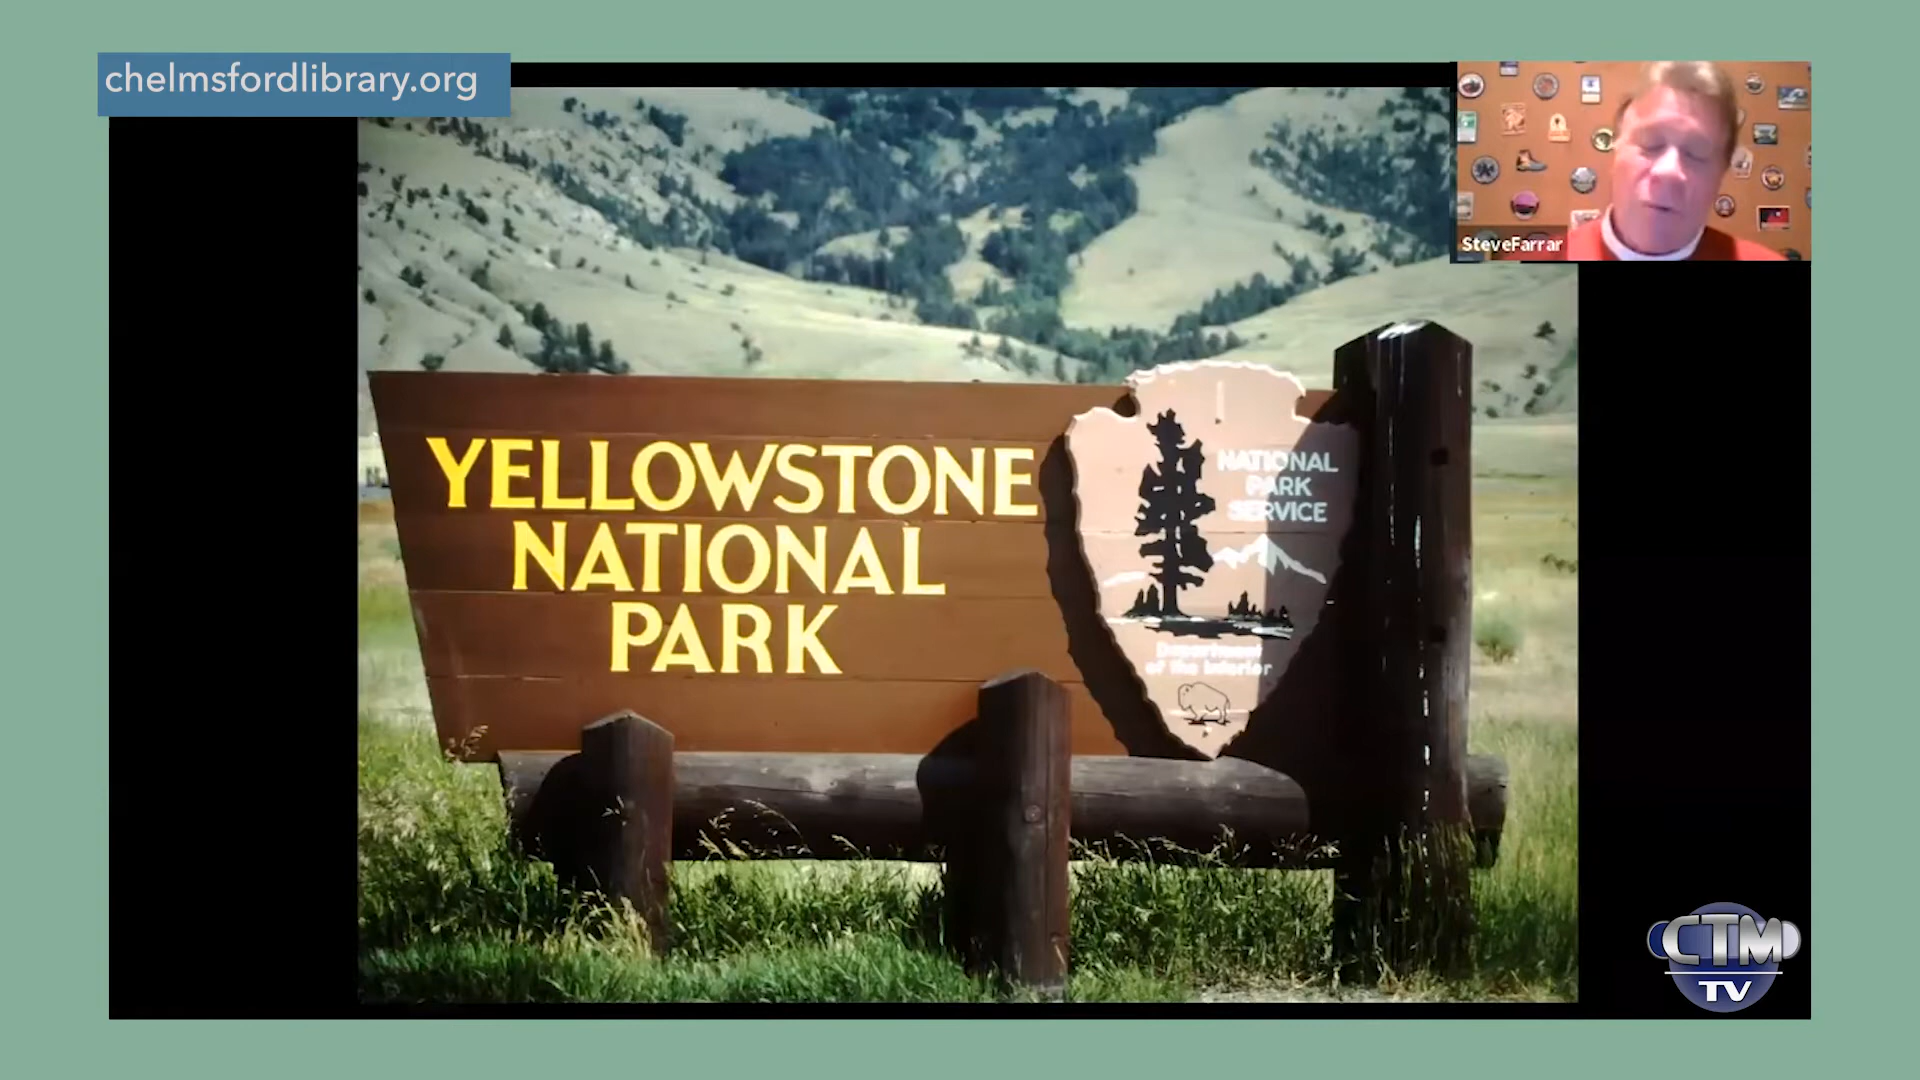 chelmsfordlibrary.org
SteveFarrar
YELLOWSTONE
NATIONAL
PARK
NATIONAL
PARK
SERVICE
Department
of the Interior
CTM
TV